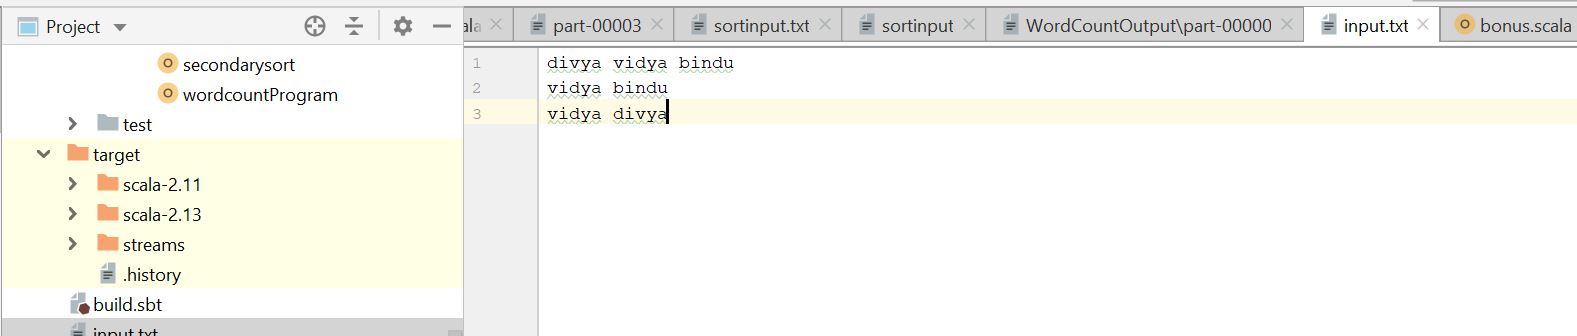 Project
ala
part-00003
sortinput.txt
sortinput
WordCountOutput\part-00000
input.txt
bonus.scala
secondarysort
wordcountProgram
test
target
scala-2.11
scala-2.13
streams
.history
build.sbt
input.txt
1 divya vidya bindu
2 vidya bindu
3 vidya divya